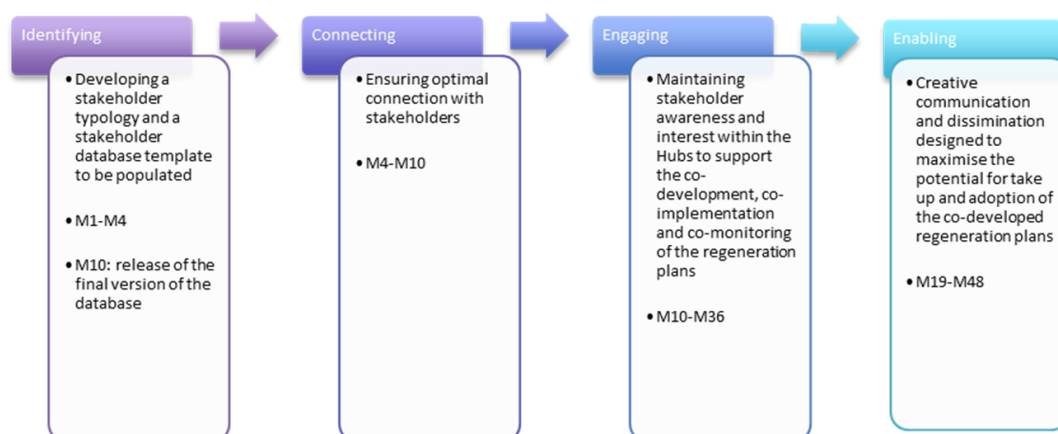 Identifying
• Developing a
stakeholder
typology and a
stakeholder
database template
to be populated
• M1-M4
• M10: release of the
final version of the
database
Connecting
• Ensuring optimal
connection with
stakeholders
• M4-M10
Engaging
• Maintaining
stakeholder
awareness and
interest within the
Hubs to support
the co-
development, co-
implementation
and co-monitoring
of the regeneration
plans
• M10-M36
Enabling
• Creative
communication
and dissimination
designed to
maximise the
potential for take
up and adoption of
the co-developed
regeneration plans
• M19-M48